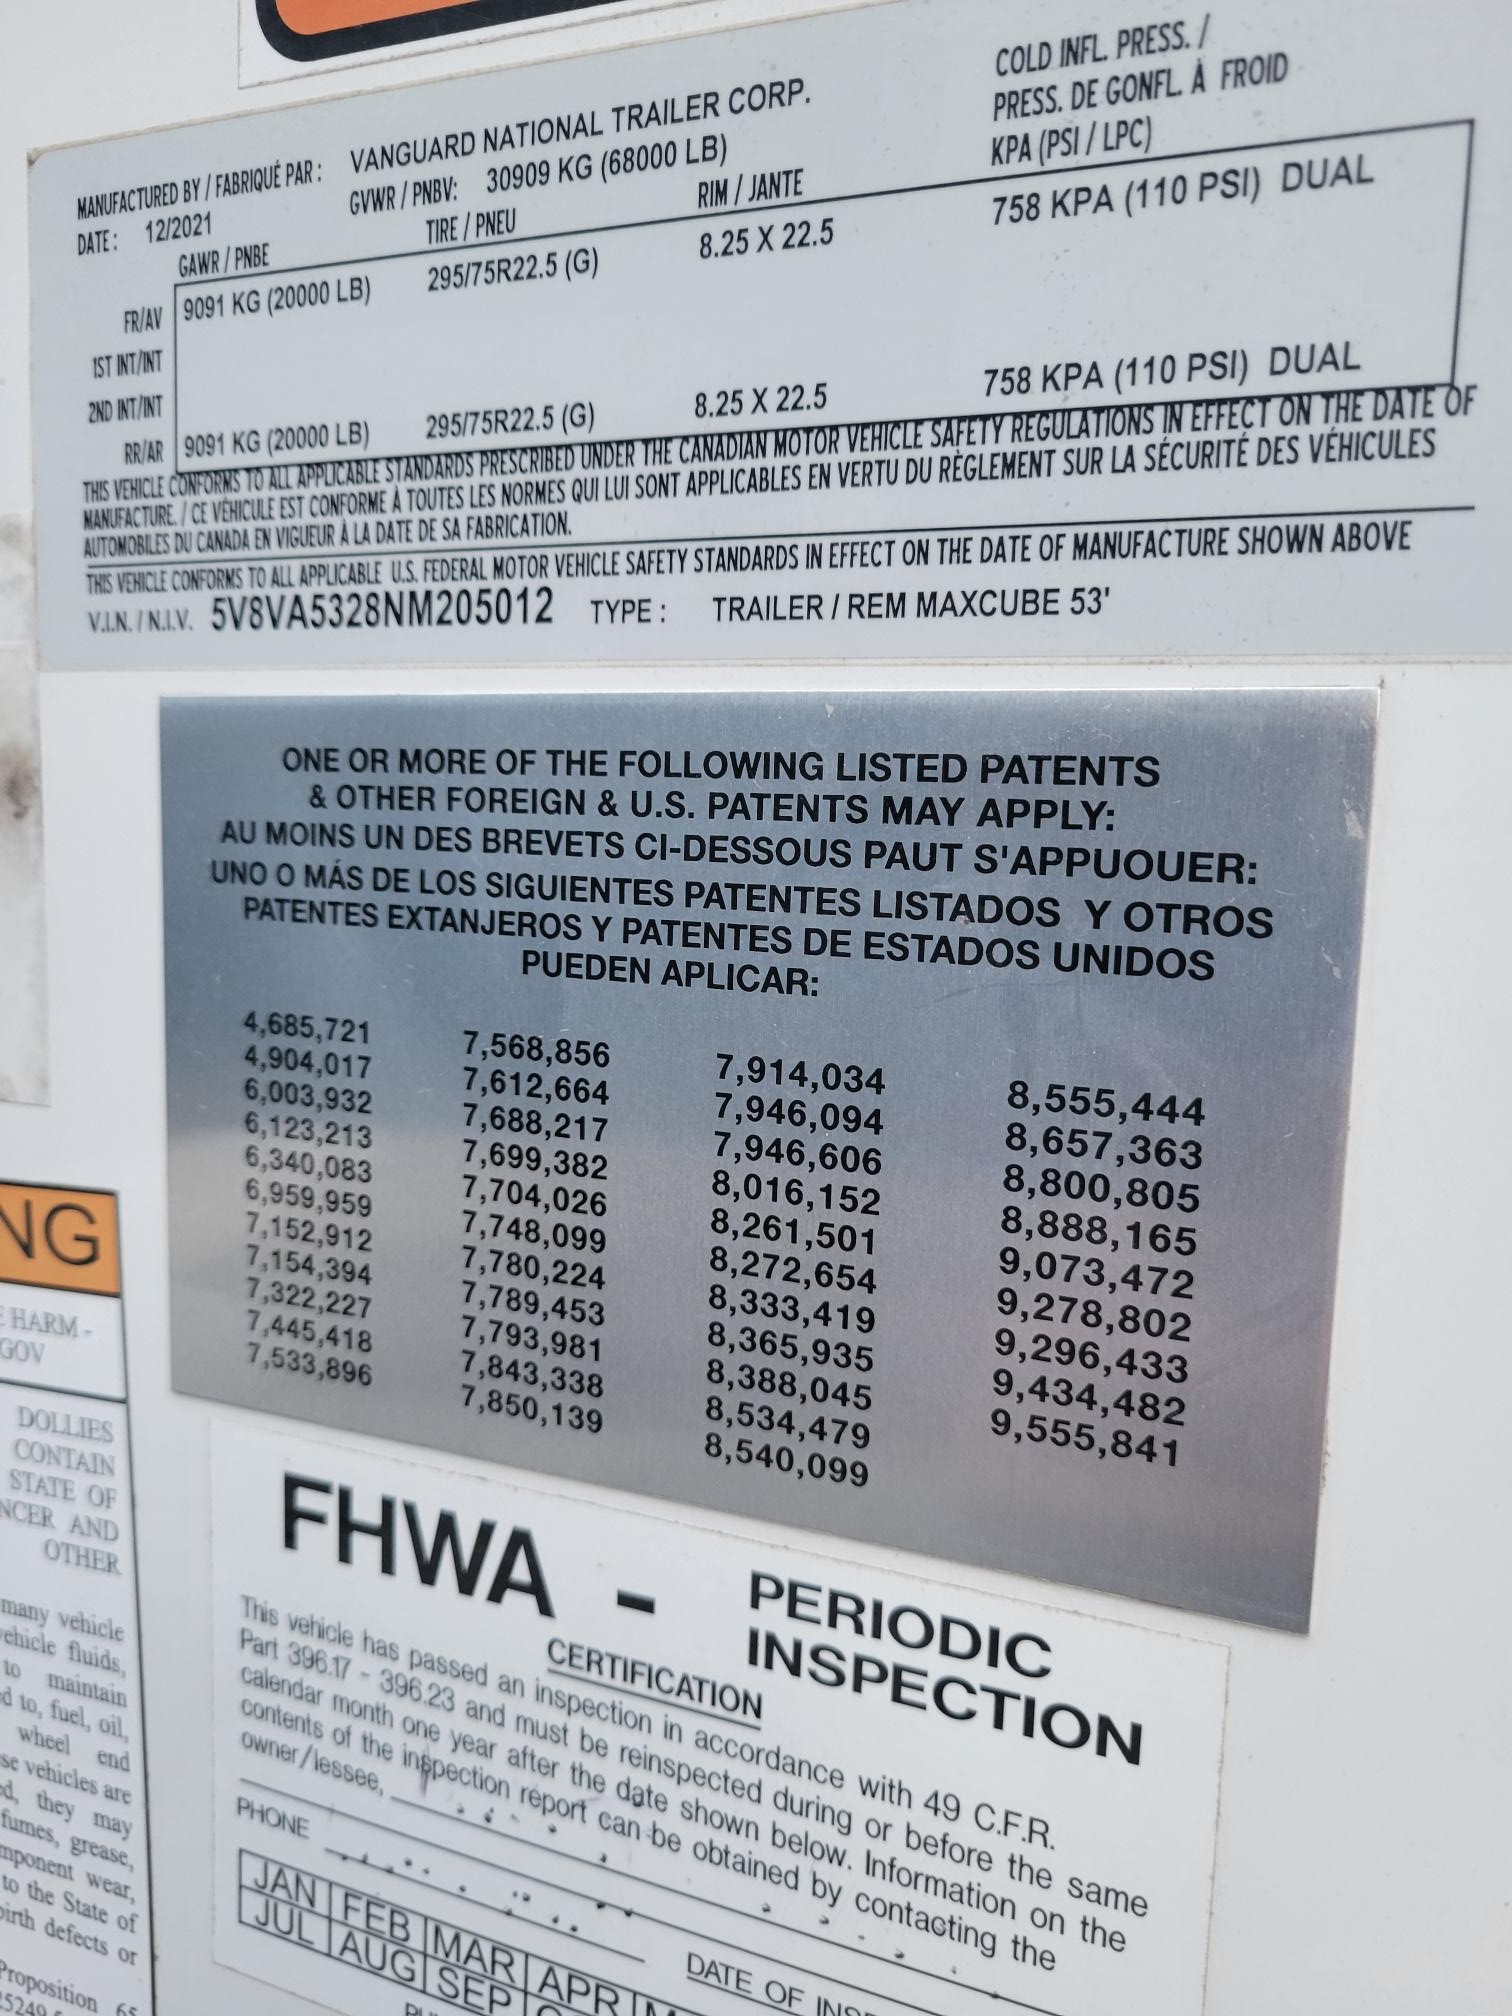 MANUFACTURED BY / FABRIQUÉ PAR : VANGUARD NATIONAL TRAILER CORP.
DATE : 12/2021 GVWR / PNBV: 30909 KG (68000 LB)
COLD INFL. PRESS. /
PRESS. DE GONFL. À FROID
KPA (PSI / LPC)
GAWR / PNBE TIRE / PNEU RIM / JANTE
FR/AV 9091 KG (20000 LB) 295/75R22.5 (G) 8.25 X 22.5 758 KPA (110 PSI) DUAL
1ST INT/INT
2ND INT/INT
RR/AR 9091 KG (20000 LB) 295/75R22.5 (G) 8.25 X 22.5 758 KPA (110 PSI) DUAL
THIS VEHICLE CONFORMS TO ALL APPLICABLE STANDARDS PRESCRIBED UNDER THE CANADIAN MOTOR VEHICLE SAFETY REGULATIONS IN EFFECT ON THE DATE OF
MANUFACTURE. / CE VÉHICULE EST CONFORME À TOUTES LES NORMES QUI LUI SONT APPLICABLES EN VERTU DU RÈGLEMENT SUR LA SÉCURITÉ DES VÉHICULES
AUTOMOBILES DU CANADA EN VIGUEUR À LA DATE DE SA FABRICATION.
THIS VEHICLE CONFORMS TO ALL APPLICABLE U.S. FEDERAL MOTOR VEHICLE SAFETY STANDARDS IN EFFECT ON THE DATE OF MANUFACTURE SHOWN ABOVE
V.I.N. / N.I.V. 5V8VA5328NM205012 TYPE : TRAILER / REM MAXCUBE 53'
ONE OR MORE OF THE FOLLOWING LISTED PATENTS
& OTHER FOREIGN & U.S. PATENTS MAY APPLY:
AU MOINS UN DES BREVETS CI-DESSOUS PAUT S'APPUOUER:
UNO O MÁS DE LOS SIGUIENTES PATENTES LISTADOS Y OTROS
PATENTES EXTANJEROS Y PATENTES DE ESTADOS UNIDOS
PUEDEN APLICAR:
4,685,721 7,568,856 7,914,034 8,555,444
4,904,017 7,612,664 7,946,094 8,657,363
6,003,932 7,688,217 7,946,606 8,800,805
6,123,213 7,699,382 8,016,152 8,888,165
6,340,083 7,704,026 8,261,501 9,073,472
6,959,959 7,748,099 8,272,654 9,278,802
7,152,912 7,780,224 8,333,419 9,296,433
7,154,394 7,789,453 8,365,935 9,434,482
7,322,227 7,793,981 8,388,045 9,555,841
7,445,418 7,843,338 8,534,479
7,533,896 7,850,139 8,540,099
NG
HARM -
GOV
DOLLIES
CONTAIN
STATE OF
AND
OTHER
many vehicle
vehicle fluids,
to maintain
to, fuel, oil,
wheel end
vehicles are
they may
fumes, grease,
wear,
to the State of
birth defects or
Proposition 65
FHWA - PERIODIC
INSPECTION
CERTIFICATION
This vehicle has passed an inspection in accordance with 49 C.F.R.
Part 396.17 - 396.23 and must be reinspected during or before the same
calendar month one year after the date shown below. Information on the
contents of the inspection report can be obtained by contacting the
owner/lessee,
PHONE
DATE OF
JAN FEB MAR APR
JUL AUG SEP